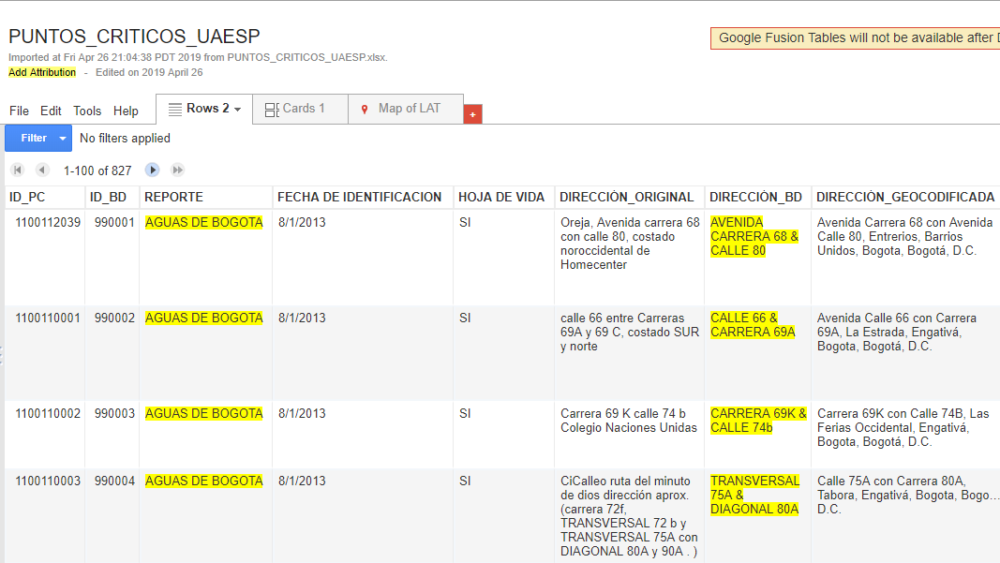 PUNTOS_CRITICOS_UAESP
Google Fusion Tables will not be available after
Imported at Fri Apr 26 21:04:38 PDT 2019 from PUNTOS_CRITICOS_UAESP.xlsx.
Add Attribution - Edited on 2019 April 26
File Edit Tools Help Rows 2 Cards 1 Map of LAT +
Filter No filters applied
1-100 of 827
ID_PC ID_BD REPORTE FECHA DE IDENTIFICACION HOJA DE VIDA DIRECCIÓN_ORIGINAL DIRECCIÓN_BD DIRECCIÓN_GEOCODIFICADA
1100112039 990001 AGUAS DE BOGOTA 8/1/2013 SI
Oreja, Avenida carrera 68
con calle 80, costado
noroccidental de
Homecenter
AVENIDA
CARRERA 68 &
CALLE 80
Avenida Carrera 68 con Avenida
Calle 80, Entrerios, Barrios
Unidos, Bogota, Bogotá, D.C.
1100110001 990002 AGUAS DE BOGOTA 8/1/2013 SI
calle 66 entre Carreras
69A y 69 C, costado SUR
y norte
CALLE 66 &
CARRERA 69A
Avenida Calle 66 con Carrera
69A, La Estrada, Engativá,
Bogota, Bogotá, D.C.
1100110002 990003 AGUAS DE BOGOTA 8/1/2013 SI
Carrera 69 K calle 74 b
Colegio Naciones Unidas
CARRERA 69K &
CALLE 74b
Carrera 69K con Calle 74B, Las
Ferias Occidental, Engativá,
Bogota, Bogotá, D.C.
1100110003 990004 AGUAS DE BOGOTA 8/1/2013 SI
CiCalleo ruta del minuto
de dios dirección aprox.
(carrera 72f,
TRANSVERSAL 72 b y
TRANSVERSAL 75A con
DIAGONAL 80A y 90A . )
TRANSVERSAL
75A &
DIAGONAL 80A
Calle 75A con Carrera 80A,
Tabora, Engativá, Bogota, Bogo...
D.C.